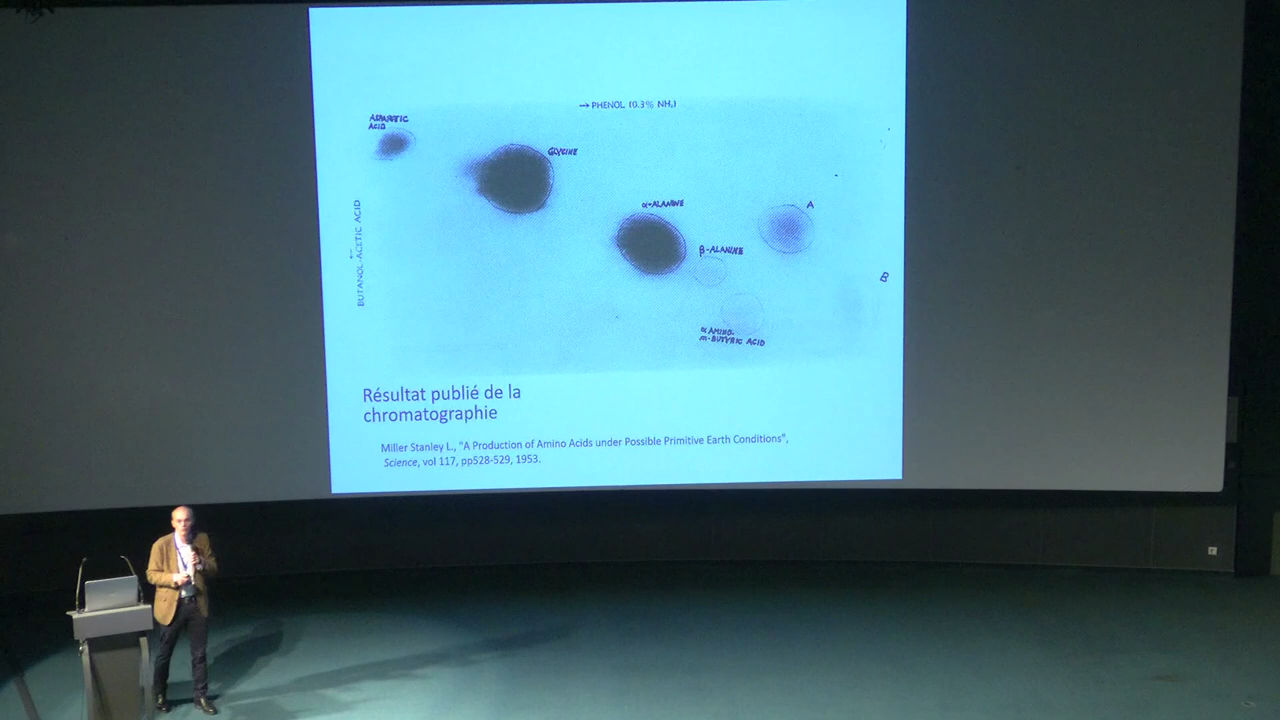 → PHENOL (0.3% NH₃)
ASPARTIC
ACID
GLYCINE
α-ALANINE
A
BUTANOL-ACETIC ACID
←
β-ALANINE
B
α AMINO-
n-BUTYRIC ACID
Résultat publié de la
chromatographie
Miller Stanley L., "A Production of Amino Acids under Possible Primitive Earth Conditions",
Science, vol 117, pp528-529, 1953.